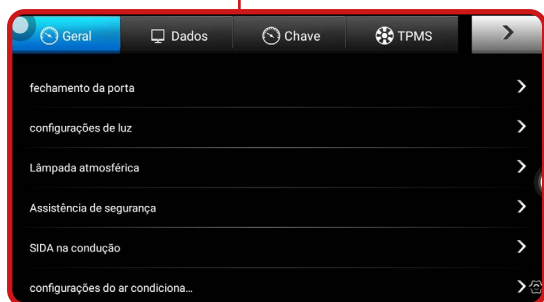 Geral
Dados
Chave
TPMS
fechamento da porta
configurações de luz
Lâmpada atmosférica
Assistência de segurança
SIDA na condução
configurações do ar condiciona...